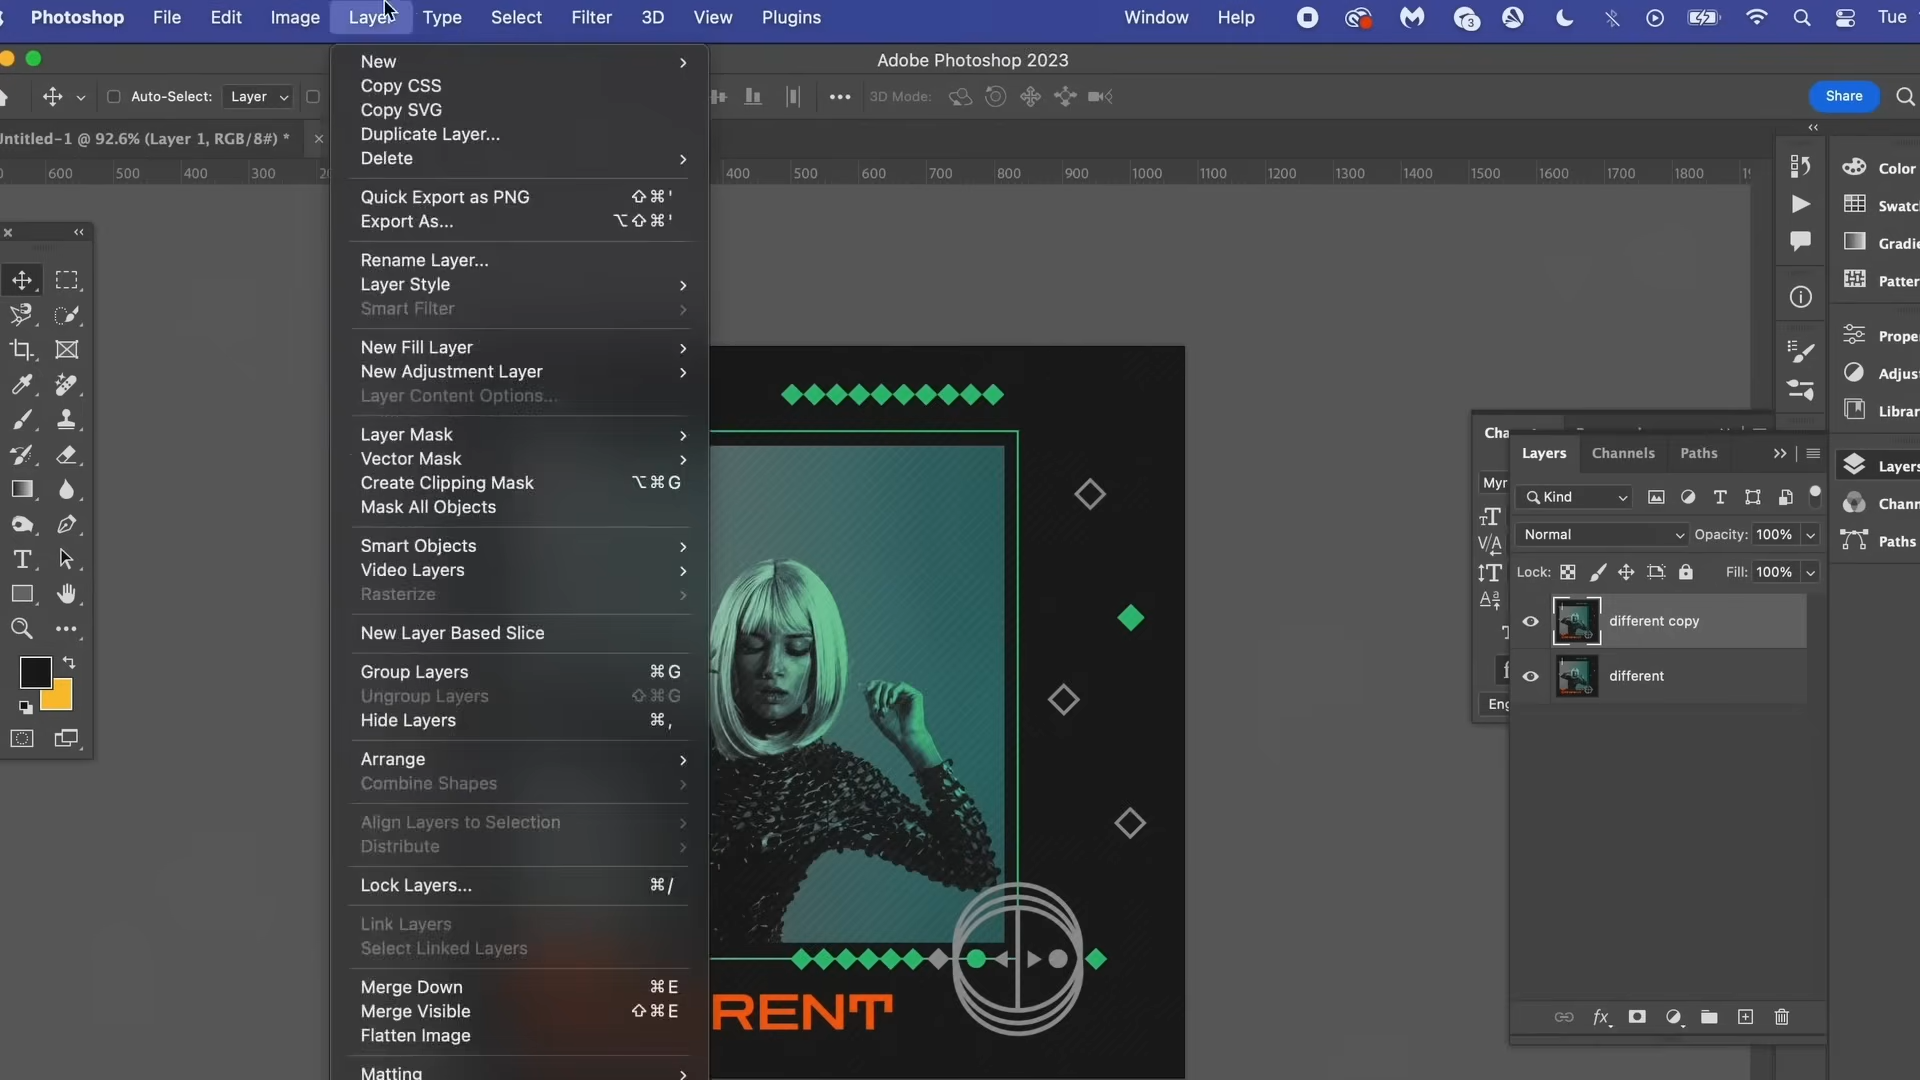 Photoshop File Edit Image Layer Type Select Filter 3D View Plugins Window Help 3 Tue
Adobe Photoshop 2023
Auto-Select: Layer 3D Mode: Share
ntitled-1 @ 92.6% (Layer 1, RGB/8#) *
600 500 400 300 400 500 600 700 800 900 1000 1100 1200 1300 1400 1500 1600 1700 1800
New
Copy CSS
Copy SVG
Duplicate Layer...
Delete
Quick Export as PNG ⇧⌘'
Export As... ⌥⇧⌘'
Rename Layer...
Layer Style
Smart Filter
New Fill Layer
New Adjustment Layer
Layer Content Options...
Layer Mask
Vector Mask
Create Clipping Mask ⌥⌘G
Mask All Objects
Smart Objects
Video Layers
Rasterize
New Layer Based Slice
Group Layers ⌘G
Ungroup Layers ⇧⌘G
Hide Layers ⌘,
Arrange
Combine Shapes
Align Layers to Selection
Distribute
Lock Layers... ⌘/
Link Layers
Select Linked Layers
Merge Down ⌘E
Merge Visible ⇧⌘E
Flatten Image
Matting
RENT
Cha
Myr
Eng
Layers Channels Paths
Kind
Normal Opacity: 100%
Lock: Fill: 100%
different copy
different
Color
Swatc
Gradie
Patter
Prope
Adjus
Librar
Layers
Chann
Paths